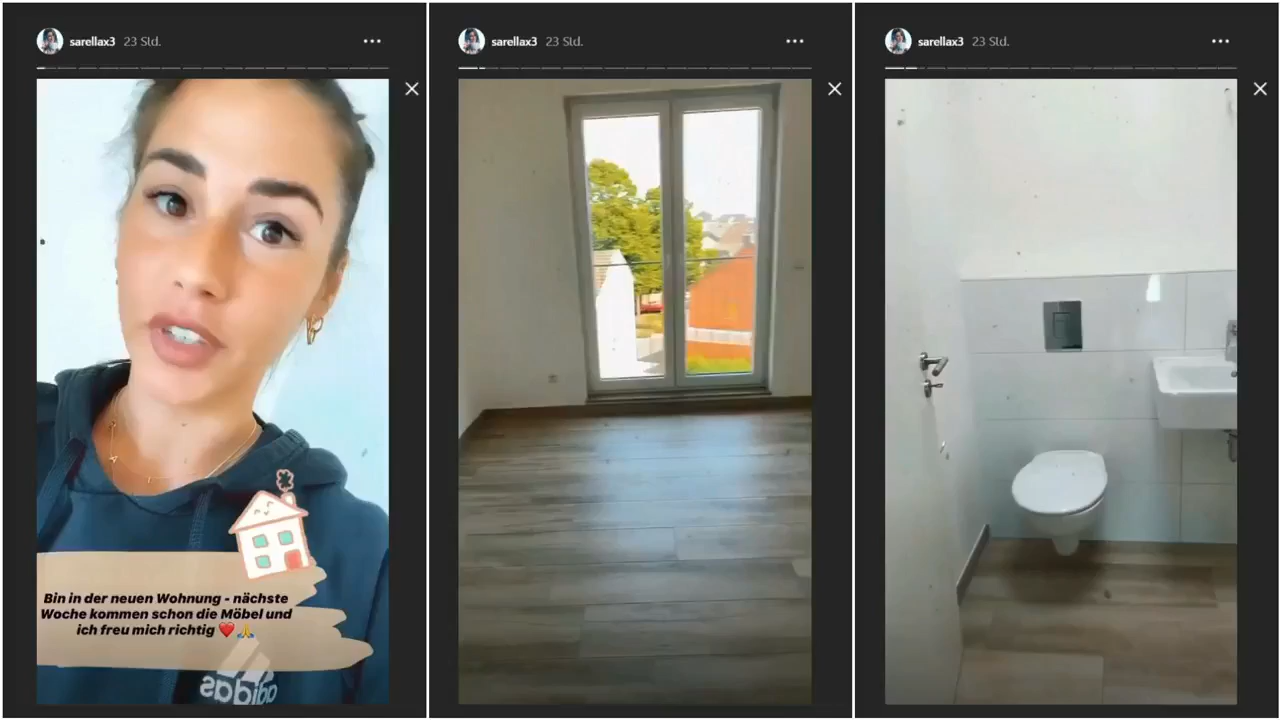 sarellax3 23 Std.
Bin in der neuen Wohnung - nächste
Woche kommen schon die Möbel und
ich freu mich richtig ❤️🙏
adidas
sarellax3 23 Std.
sarellax3 23 Std.